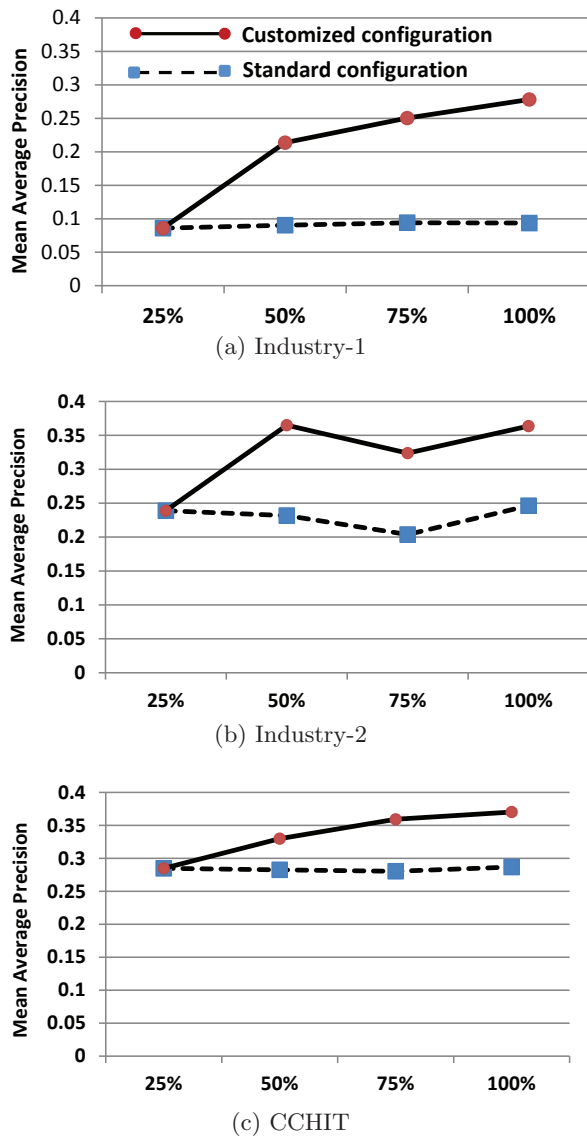 0.4
Customized configuration
0.35
Standard configuration
0.3
0.25
0.2
0.15
0.1
0.05
0
Mean Average Precision
25% 50% 75% 100%
(a) Industry-1
0.4
0.35
0.3
0.25
0.2
0.15
0.1
0.05
0
Mean Average Precision
25% 50% 75% 100%
(b) Industry-2
0.4
0.35
0.3
0.25
0.2
0.15
0.1
0.05
0
Mean Average Precision
25% 50% 75% 100%
(c) CCHIT